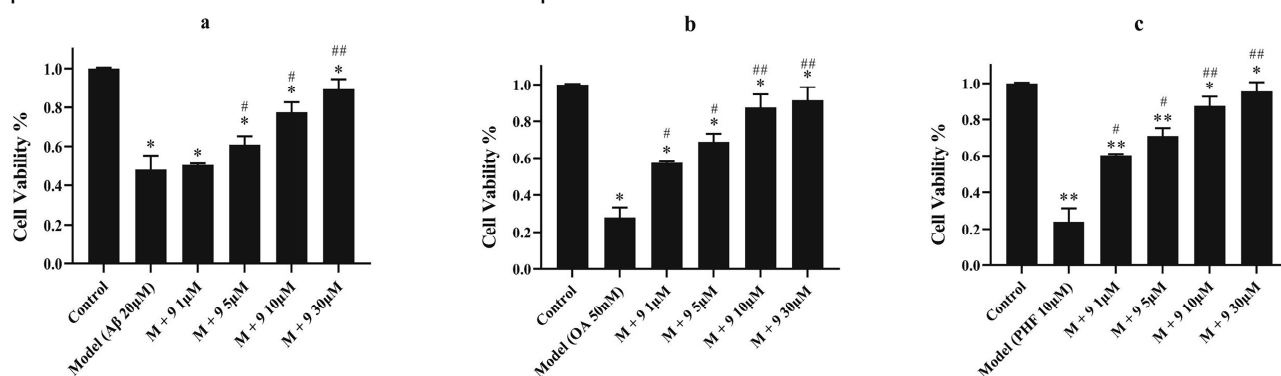 a
Cell Vability %
1.0
0.8
0.6
0.4
0.2
0.0
*
*
#
*
#
*
##
*
Control
Model (Aβ 20μM)
M + 9 1μM
M + 9 5μM
M + 9 10μM
M + 9 30μM
b
Cell Vability %
1.0
0.8
0.6
0.4
0.2
0.0
*
#
*
#
*
##
*
##
*
Control
Model (OA 50nM)
M + 9 1μM
M + 9 5μM
M + 9 10μM
M + 9 30μM
c
Cell Vability %
1.0
0.8
0.6
0.4
0.2
0.0
**
#
**
#
**
##
*
##
*
Control
Model (PHF 10μM)
M + 9 1μM
M + 9 5μM
M + 9 10μM
M + 9 30μM